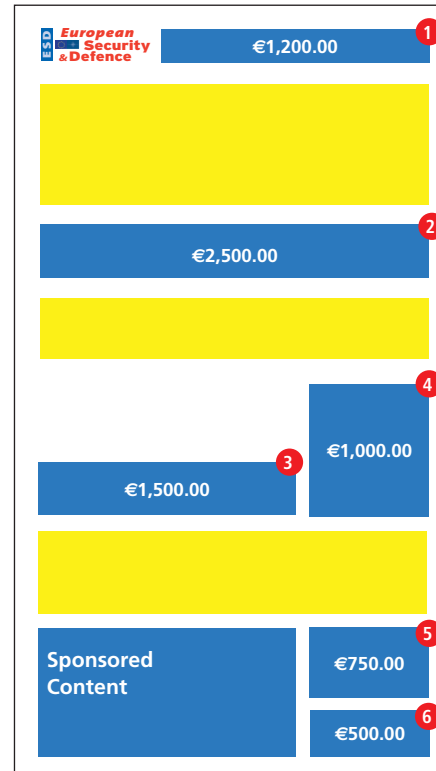 ESD
European
Security
& Defence
€1,200.00
1
€2,500.00
2
€1,000.00
4
€1,500.00
3
Sponsored
Content
€750.00
5
€500.00
6